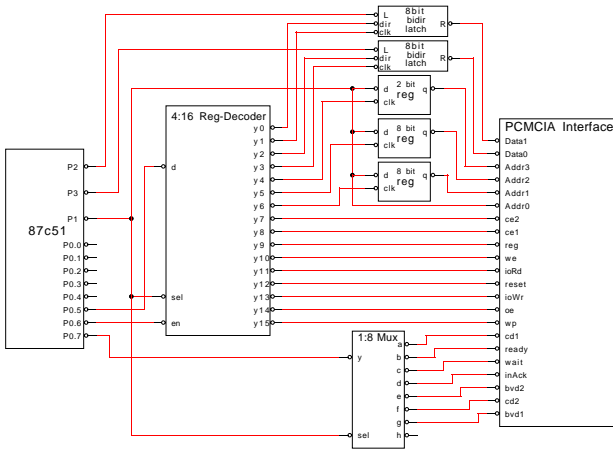 8bit
L bidir R
dir latch
clk
8bit
L bidir R
dir latch
clk
2 bit
d q
reg
clk
4:16 Reg-Decoder
PCMCIA Interface
8 bit
d q
reg
clk
8 bit
d q
reg
clk
87c51
P2
P3
P1
P0.0
P0.1
P0.2
P0.3
P0.4
P0.5
P0.6
P0.7
d
sel
en
y0
y1
y2
y3
y4
y5
y6
y7
y8
y9
y10
y11
y12
y13
y14
y15
Data1
Data0
Addr3
Addr2
Addr1
Addr0
ce2
ce1
reg
we
ioRd
reset
ioWr
oe
wp
cd1
ready
wait
inAck
bvd2
cd2
bvd1
1:8 Mux
y
sel
a
b
c
d
e
f
g
h